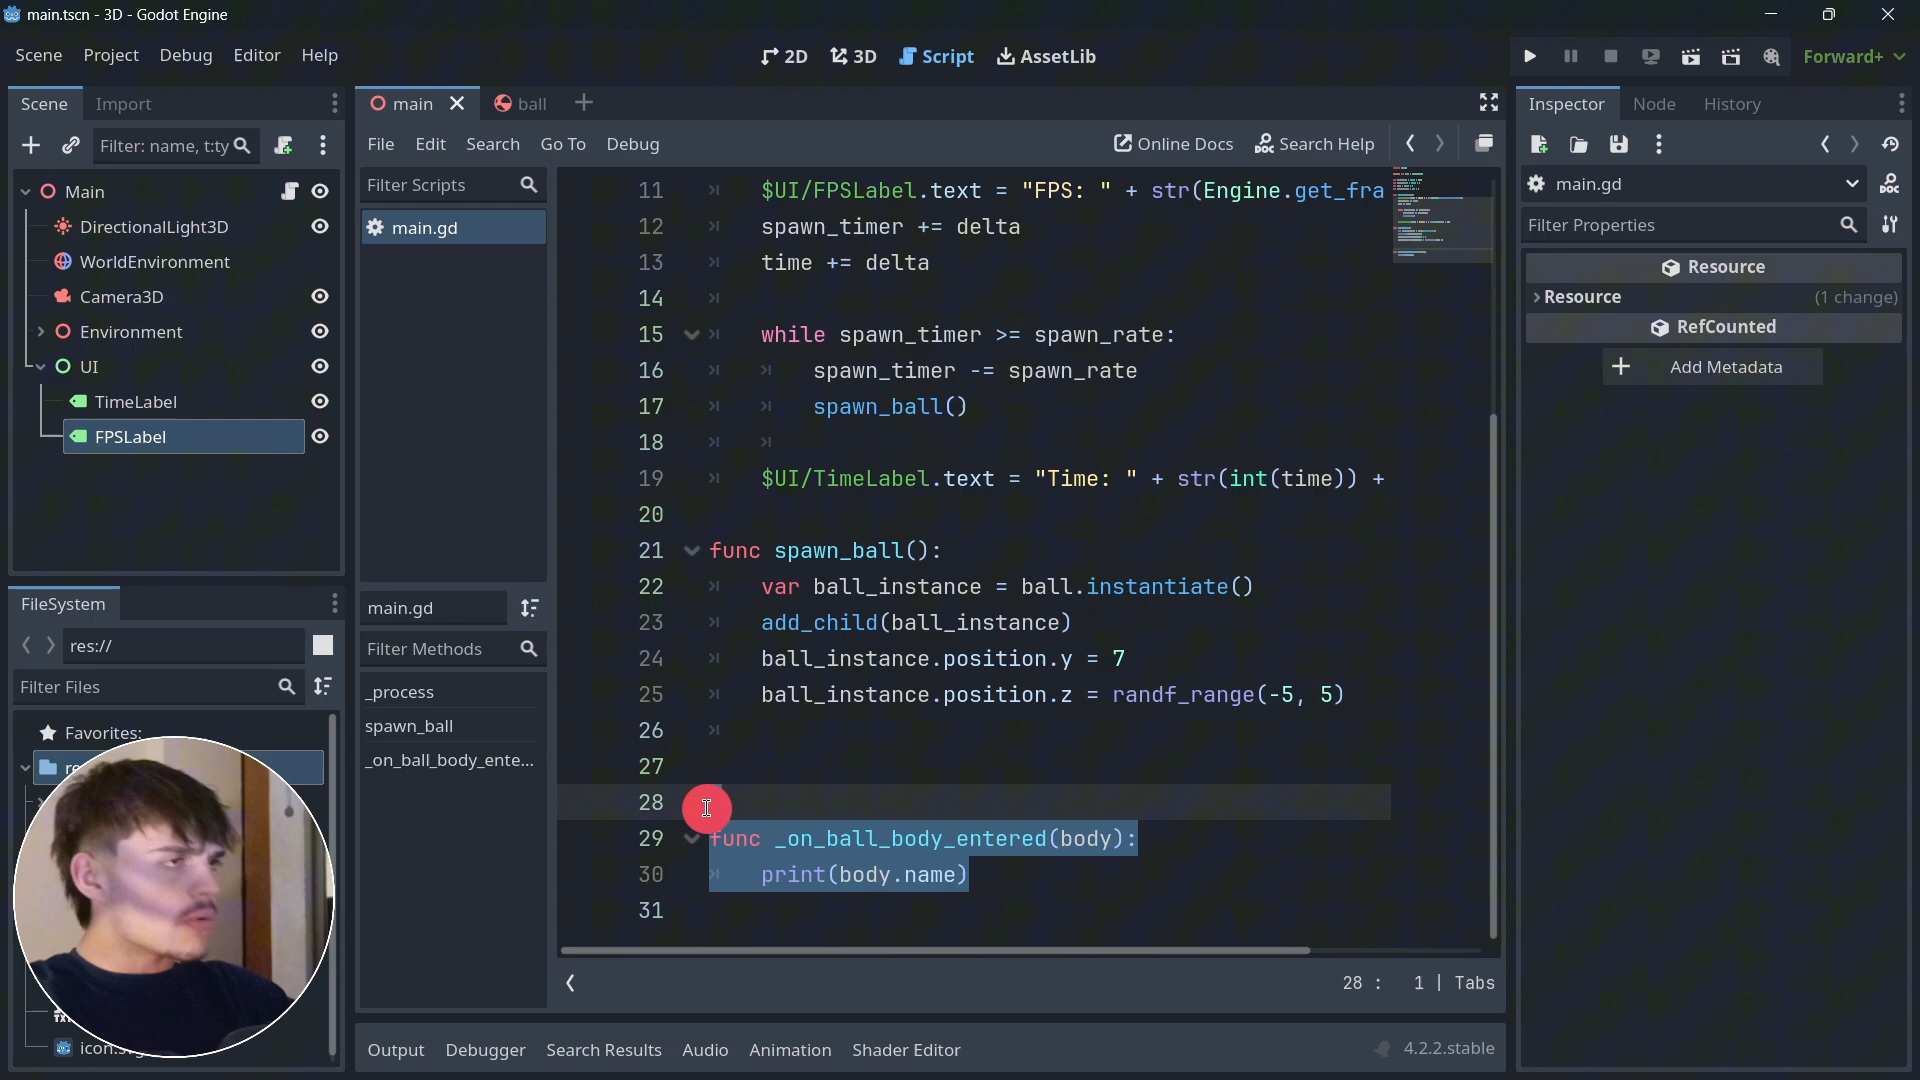 main.tscn - 3D - Godot Engine
Scene Project Debug Editor Help
2D 3D Script AssetLib
Forward+
Scene Import
main ball
Inspector Node History
Filter: name, t:ty
File Edit Search Go To Debug
Online Docs Search Help
Main
DirectionalLight3D
WorldEnvironment
Camera3D
Environment
UI
TimeLabel
FPSLabel
Filter Scripts
main.gd
11 $UI/FPSLabel.text = "FPS: " + str(Engine.get_fra
12 spawn_timer += delta
13 time += delta
14
15 while spawn_timer >= spawn_rate:
16 spawn_timer -= spawn_rate
17 spawn_ball()
18
19 $UI/TimeLabel.text = "Time: " + str(int(time)) +
20
21 func spawn_ball():
22 var ball_instance = ball.instantiate()
23 add_child(ball_instance)
24 ball_instance.position.y = 7
25 ball_instance.position.z = randf_range(-5, 5)
26
27
28
29 func _on_ball_body_entered(body):
30 print(body.name)
31
28 : 1 | Tabs
main.gd
Filter Properties
Resource
Resource (1 change)
RefCounted
Add Metadata
FileSystem
res://
Filter Files
Favorites:
main.gd
Filter Methods
_process
spawn_ball
_on_ball_body_ente...
Output Debugger Search Results Audio Animation Shader Editor
4.2.2.stable